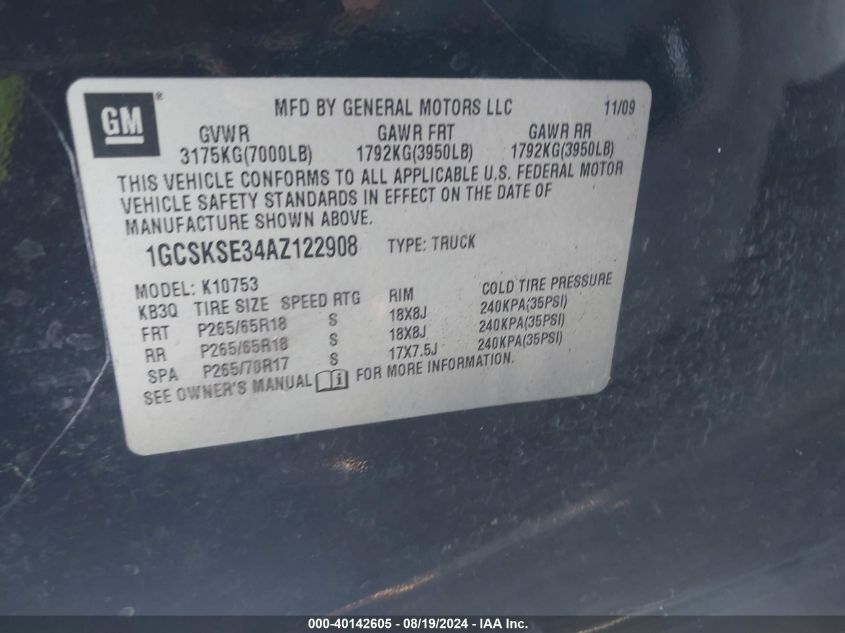 GM ® MFD BY GENERAL MOTORS LLC 11/09
GVWR GAWR FRT GAWR RR
3175KG(7000LB) 1792KG(3950LB) 1792KG(3950LB)
THIS VEHICLE CONFORMS TO ALL APPLICABLE U.S. FEDERAL MOTOR
VEHICLE SAFETY STANDARDS IN EFFECT ON THE DATE OF
MANUFACTURE SHOWN ABOVE.
1GCSKSE34AZ122908 TYPE: TRUCK
MODEL: K10753
KB3Q TIRE SIZE SPEED RTG RIM COLD TIRE PRESSURE
FRT P265/65R18 S 18X8J 240KPA(35PSI)
RR P265/65R18 S 18X8J 240KPA(35PSI)
SPA P265/70R17 S 17X7.5J 240KPA(35PSI)
SEE OWNER'S MANUAL i FOR MORE INFORMATION.
000-40142605 - 08/19/2024 - IAA Inc.